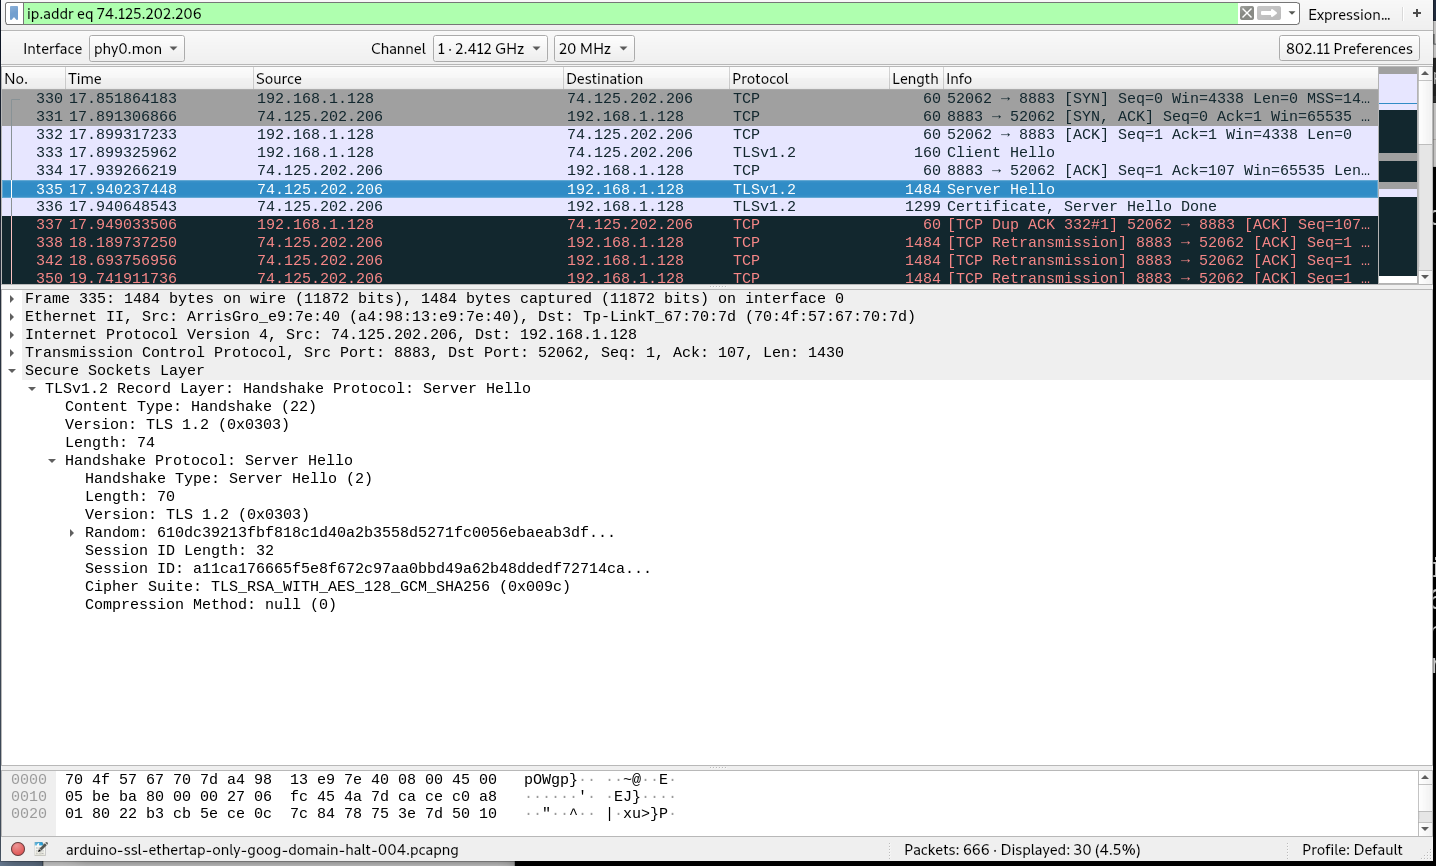 ip.addr eq 74.125.202.206 Expression... +
Interface phy0.mon Channel 1 · 2.412 GHz 20 MHz 802.11 Preferences
No. Time Source Destination Protocol Length Info
330 17.851864183 192.168.1.128 74.125.202.206 TCP 60 52062 → 8883 [SYN] Seq=0 Win=4338 Len=0 MSS=14…
331 17.891306866 74.125.202.206 192.168.1.128 TCP 60 8883 → 52062 [SYN, ACK] Seq=0 Ack=1 Win=65535 …
332 17.899317233 192.168.1.128 74.125.202.206 TCP 60 52062 → 8883 [ACK] Seq=1 Ack=1 Win=4338 Len=0
333 17.899325962 192.168.1.128 74.125.202.206 TLSv1.2 160 Client Hello
334 17.939266219 74.125.202.206 192.168.1.128 TCP 60 8883 → 52062 [ACK] Seq=1 Ack=107 Win=65535 Len…
335 17.940237448 74.125.202.206 192.168.1.128 TLSv1.2 1484 Server Hello
336 17.940648543 74.125.202.206 192.168.1.128 TLSv1.2 1299 Certificate, Server Hello Done
337 17.949033506 192.168.1.128 74.125.202.206 TCP 60 [TCP Dup ACK 332#1] 52062 → 8883 [ACK] Seq=107…
338 18.189737250 74.125.202.206 192.168.1.128 TCP 1484 [TCP Retransmission] 8883 → 52062 [ACK] Seq=1 …
342 18.693756956 74.125.202.206 192.168.1.128 TCP 1484 [TCP Retransmission] 8883 → 52062 [ACK] Seq=1 …
350 19.741911736 74.125.202.206 192.168.1.128 TCP 1484 [TCP Retransmission] 8883 → 52062 [ACK] Seq=1 …
Frame 335: 1484 bytes on wire (11872 bits), 1484 bytes captured (11872 bits) on interface 0
Ethernet II, Src: ArrisGro_e9:7e:40 (a4:98:13:e9:7e:40), Dst: Tp-LinkT_67:70:7d (70:4f:57:67:70:7d)
Internet Protocol Version 4, Src: 74.125.202.206, Dst: 192.168.1.128
Transmission Control Protocol, Src Port: 8883, Dst Port: 52062, Seq: 1, Ack: 107, Len: 1430
Secure Sockets Layer
TLSv1.2 Record Layer: Handshake Protocol: Server Hello
Content Type: Handshake (22)
Version: TLS 1.2 (0x0303)
Length: 74
Handshake Protocol: Server Hello
Handshake Type: Server Hello (2)
Length: 70
Version: TLS 1.2 (0x0303)
Random: 610dc39213fbf818c1d40a2b3558d5271fc0056ebaeab3df...
Session ID Length: 32
Session ID: a11ca176665f5e8f672c97aa0bbd49a62b48ddedf72714ca...
Cipher Suite: TLS_RSA_WITH_AES_128_GCM_SHA256 (0x009c)
Compression Method: null (0)
0000 70 4f 57 67 70 7d a4 98 13 e9 7e 40 08 00 45 00 pOWgp}·· ··~@··E·
0010 05 be ba 80 00 00 27 06 fc 45 4a 7d ca ce c0 a8 ······'· ·EJ}····
0020 01 80 22 b3 cb 5e ce 0c 7c 84 78 75 3e 7d 50 10 ··"··^·· |·xu>}P·
arduino-ssl-ethertap-only-goog-domain-halt-004.pcapng Packets: 666 · Displayed: 30 (4.5%) Profile: Default